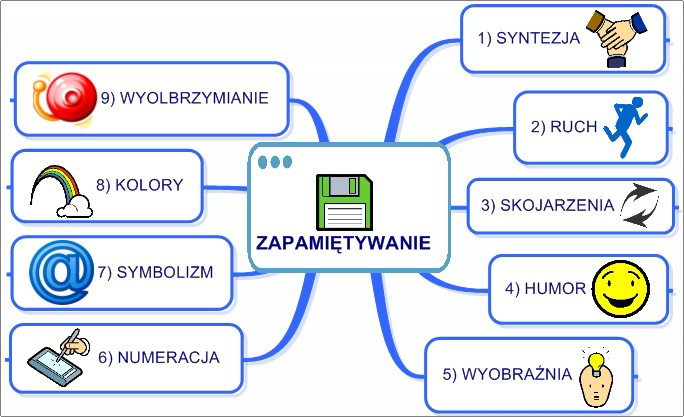 ZAPAMIĘTYWANIE
1) SYNTEZJA
2) RUCH
3) SKOJARZENIA
4) HUMOR
5) WYOBRAŹNIA
6) NUMERACJA
7) SYMBOLIZM
8) KOLORY
9) WYOLBRZYMIANIE